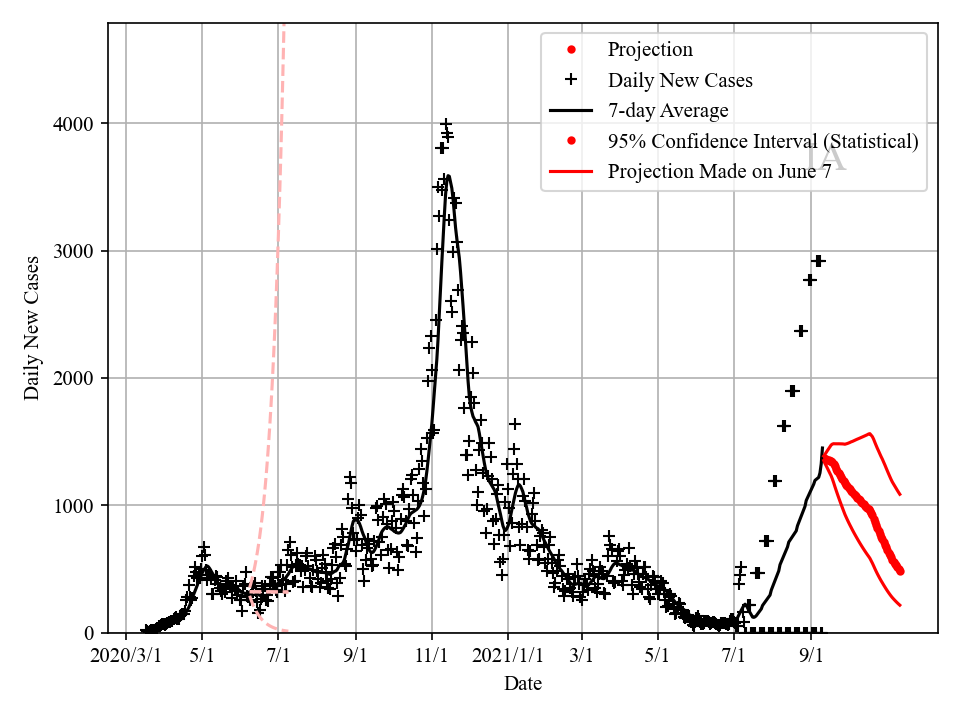 Projection
Daily New Cases
7-day Average
95% Confidence Interval (Statistical)
IA
Projection Made on June 7
Daily New Cases
4000
3000
2000
1000
0
2020/3/1 5/1 7/1 9/1 11/1 2021/1/1 3/1 5/1 7/1 9/1
Date